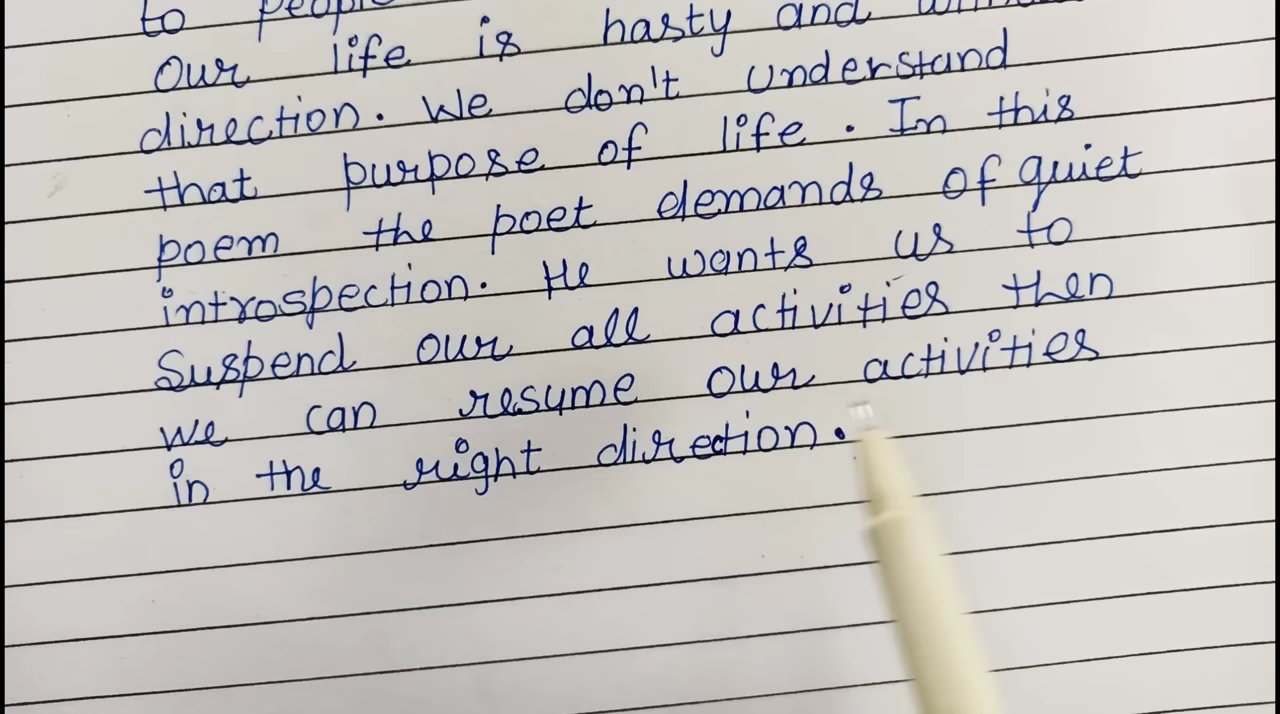 to people
Our life is hasty and
direction. We don't understand
that purpose of life. In this
poem the poet demands of quiet
introspection. He wants us to
Suspend our all activities then
we can resume our activities
in the right direction.